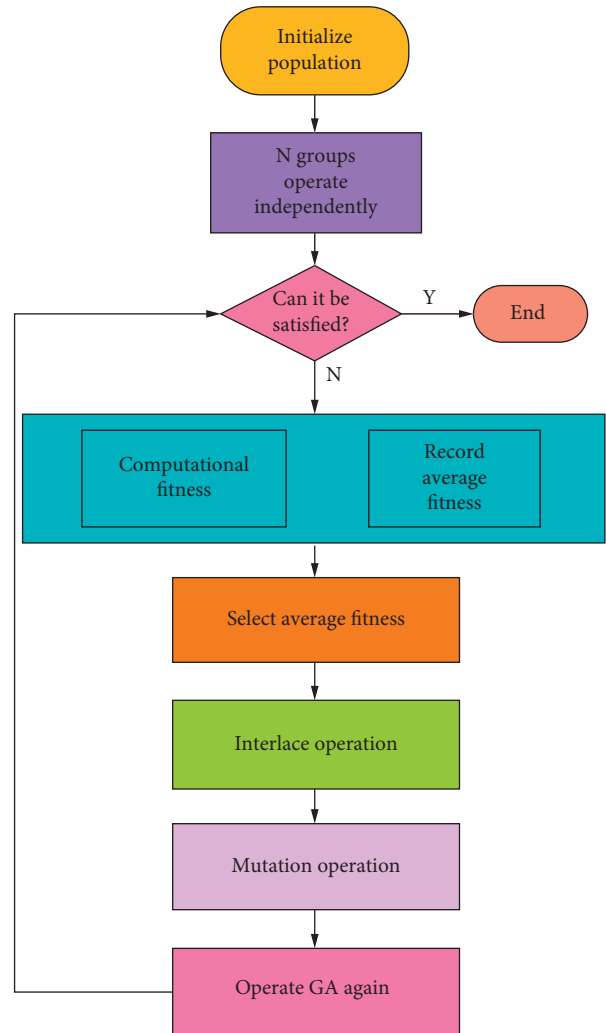 Initialize
population
N groups
operate
independently
Can it be
satisfied?
Y
End
N
Computational
fitness
Record
average
fitness
Select average fitness
Interlace operation
Mutation operation
Operate GA again